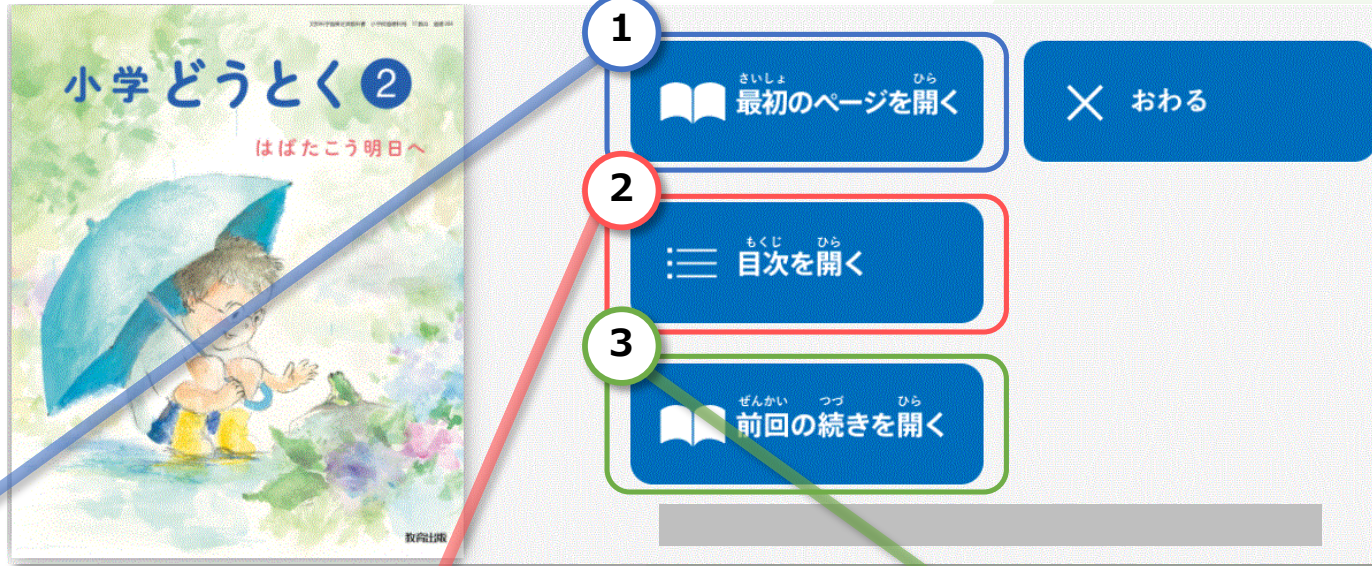 小学 どうとく 2
はばたこう明日へ
教育出版
1
さいしょ ひら
最初のページを開く
おわる
2
もくじ ひら
目次を開く
3
ぜんかい つづ ひら
前回の続きを開く